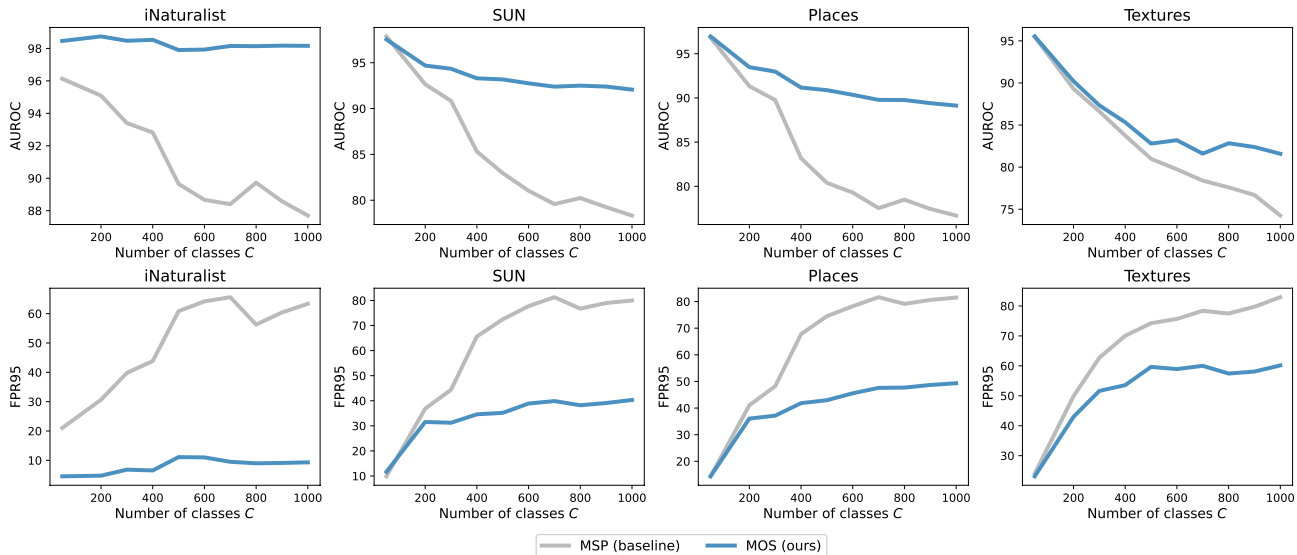 iNaturalist
98
96
94
92
90
88
AUROC
200 400 600 800 1000
Number of classes C
SUN
95
90
85
80
AUROC
200 400 600 800 1000
Number of classes C
Places
95
90
85
80
AUROC
200 400 600 800 1000
Number of classes C
Textures
95
90
85
80
75
AUROC
200 400 600 800 1000
Number of classes C
iNaturalist
60
50
40
30
20
10
FPR95
200 400 600 800 1000
Number of classes C
SUN
80
70
60
50
40
30
20
10
FPR95
200 400 600 800 1000
Number of classes C
Places
80
70
60
50
40
30
20
FPR95
200 400 600 800 1000
Number of classes C
Textures
80
70
60
50
40
30
FPR95
200 400 600 800 1000
Number of classes C
MSP (baseline) MOS (ours)